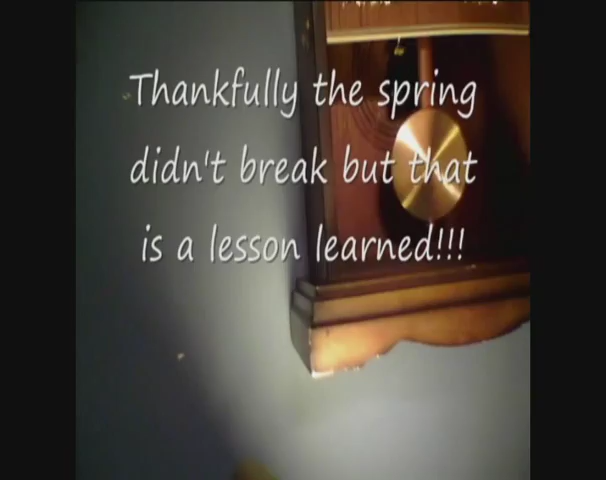 Thankfully the spring
didn't break but that
is a lesson learned!!!